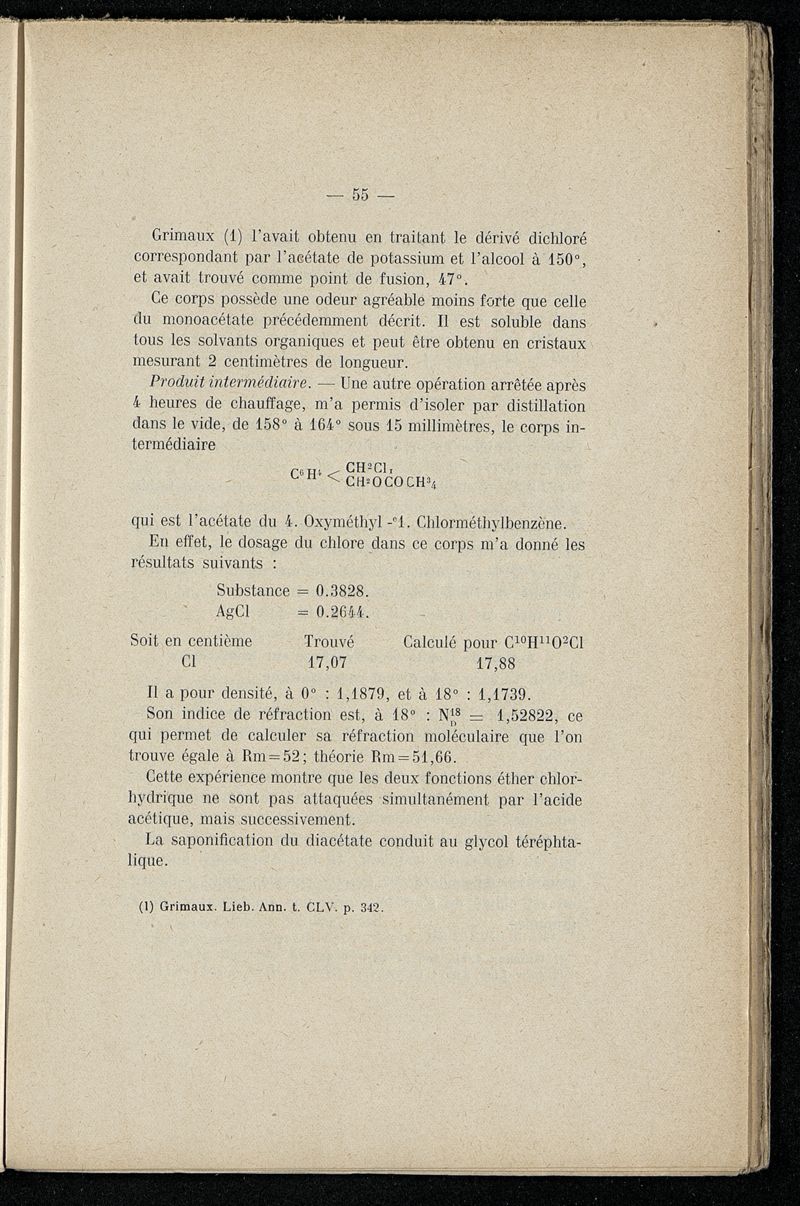 — 55 —
Grimaux (1) l'avait obtenu en traitant le dérivé dichloré
correspondant par l'acétate de potassium et l'alcool à 150°,
et avait trouvé comme point de fusion, 47°.
Ce corps possède une odeur agréable moins forte que celle
du monoacétate précédemment décrit. Il est soluble dans
tous les solvants organiques et peut être obtenu en cristaux
mesurant 2 centimètres de longueur.
Produit intermédiaire. — Une autre opération arrêtée après
4 heures de chauffage, m'a permis d'isoler par distillation
dans le vide, de 158° à 164° sous 15 millimètres, le corps in-
termédiaire
C⁶H⁴ < CH²Cl₁
CH²OCOCH³₄
qui est l'acétate du 4. Oxyméthyl -°1. Chlorméthylbenzène.
En effet, le dosage du chlore dans ce corps m'a donné les
résultats suivants :
Substance = 0.3828.
AgCl = 0.2644.
Soit en centième Trouvé Calculé pour C¹⁰H¹¹O²Cl
Cl 17,07 17,88
Il a pour densité, à 0° : 1,1879, et à 18° : 1,1739.
Son indice de réfraction est, à 18° : N¹⁸D = 1,52822, ce
qui permet de calculer sa réfraction moléculaire que l'on
trouve égale à Rm=52; théorie Rm=51,66.
Cette expérience montre que les deux fonctions éther chlor-
hydrique ne sont pas attaquées simultanément par l'acide
acétique, mais successivement.
La saponification du diacétate conduit au glycol téréphta-
lique.
(1) Grimaux. Lieb. Ann. t. CLV. p. 342.